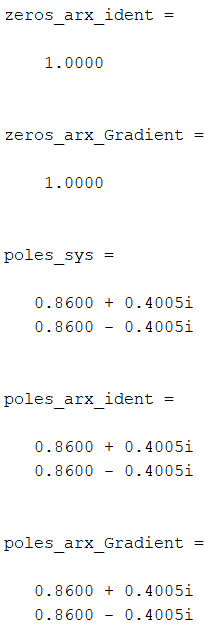 zeros_arx_ident =
1.0000
zeros_arx_Gradient =
1.0000
poles_sys =
0.8600 + 0.4005i
0.8600 - 0.4005i
poles_arx_ident =
0.8600 + 0.4005i
0.8600 - 0.4005i
poles_arx_Gradient =
0.8600 + 0.4005i
0.8600 - 0.4005i